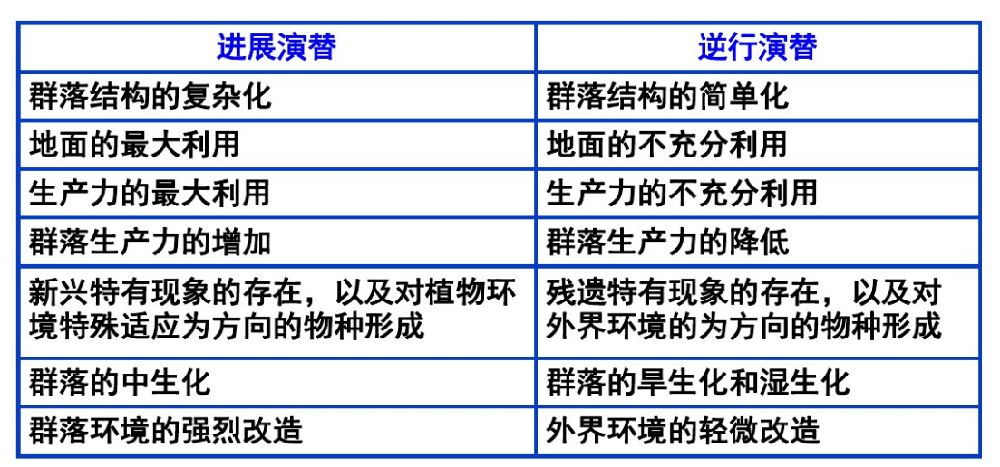 进展演替
逆行演替
群落结构的复杂化
群落结构的简单化
地面的最大利用
地面的不充分利用
生产力的最大利用
生产力的不充分利用
群落生产力的增加
群落生产力的降低
新兴特有现象的存在，以及对植物环
境特殊适应为方向的物种形成
残遗特有现象的存在，以及对
外界环境的为方向的物种形成
群落的中生化
群落的旱生化和湿生化
群落环境的强烈改造
外界环境的轻微改造